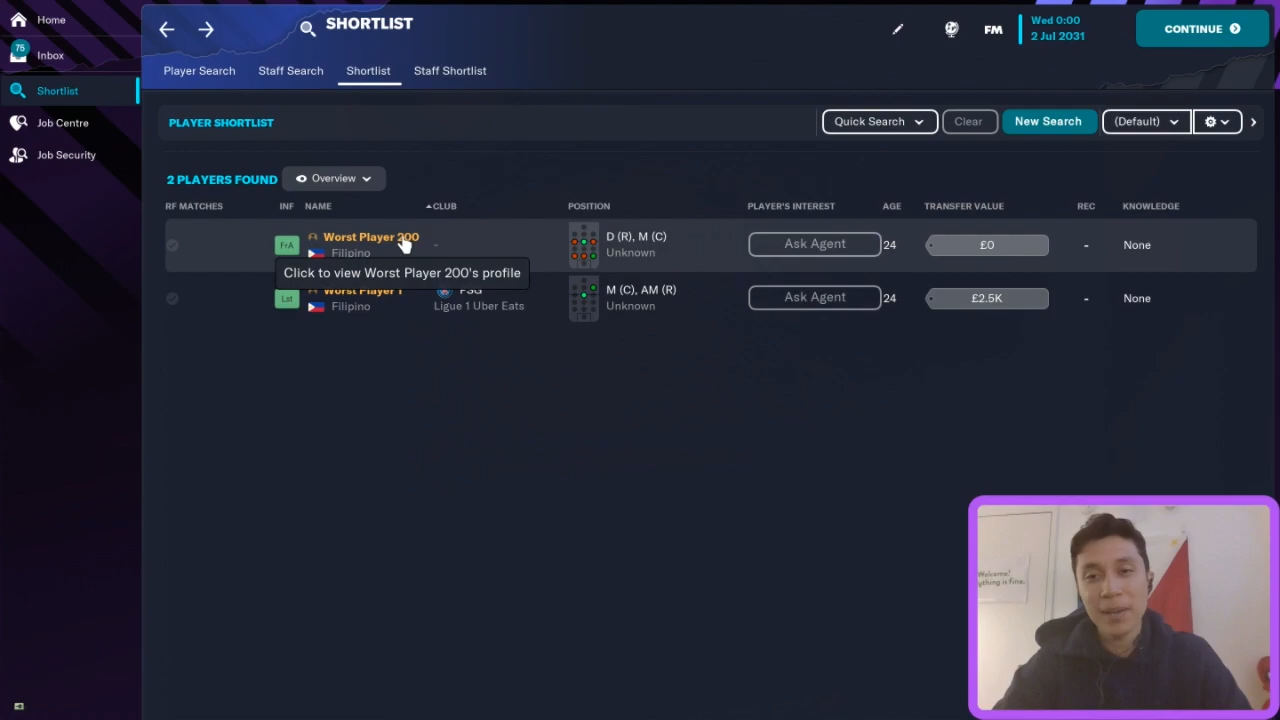 Home
75
Inbox
Shortlist
Job Centre
Job Security
SHORTLIST
FM
Wed 0:00
2 Jul 2031
CONTINUE
Player Search
Staff Search
Shortlist
Staff Shortlist
PLAYER SHORTLIST
Quick Search
Clear
New Search
(Default)
2 PLAYERS FOUND
Overview
RF MATCHES
INF
NAME
CLUB
POSITION
PLAYER'S INTEREST
AGE
TRANSFER VALUE
REC
KNOWLEDGE
FrA
Worst Player 200
Filipino
-
D (R), M (C)
Unknown
Ask Agent
24
£0
-
None
Click to view Worst Player 200's profile
Lst
Worst Player 1
Filipino
PSG
Ligue 1 Uber Eats
M (C), AM (R)
Unknown
Ask Agent
24
£2.5K
-
None
Welcome!
ything is fine.